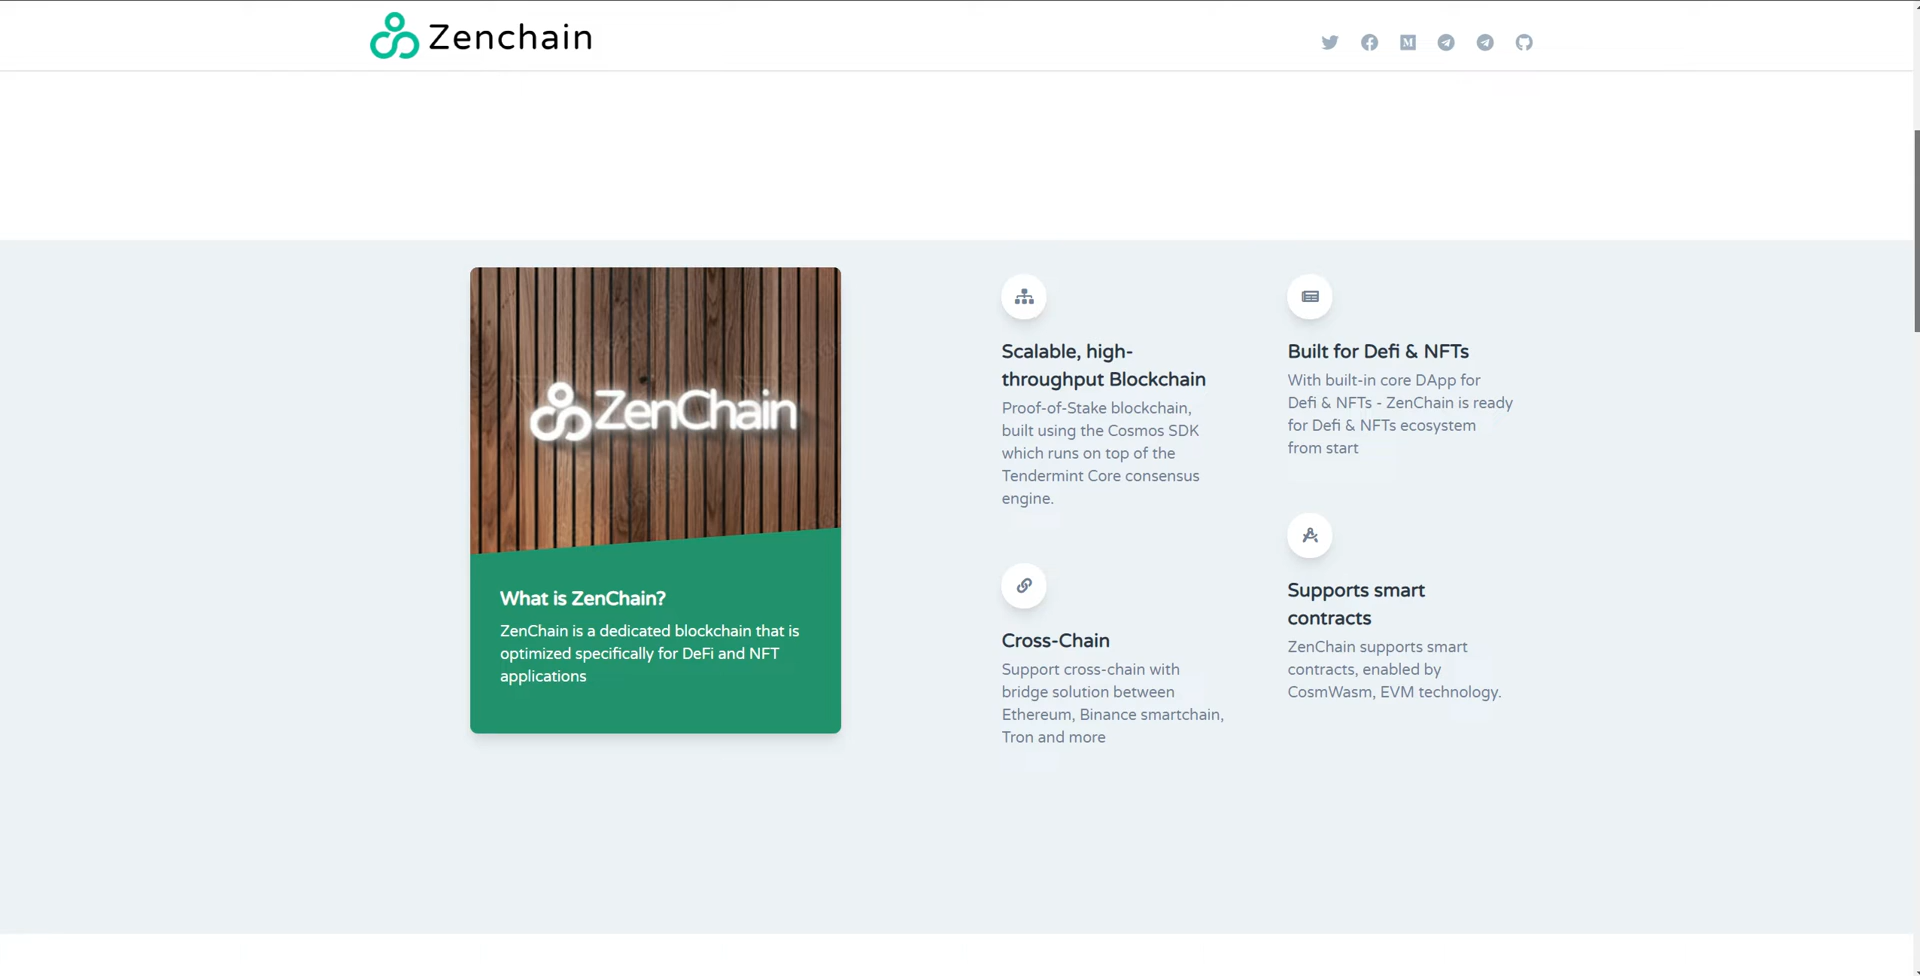 Zenchain
ZenChain
What is ZenChain?
ZenChain is a dedicated blockchain that is
optimized specifically for DeFi and NFT
applications
Scalable, high-
throughput Blockchain
Proof-of-Stake blockchain,
built using the Cosmos SDK
which runs on top of the
Tendermint Core consensus
engine.
Built for Defi & NFTs
With built-in core DApp for
Defi & NFTs - ZenChain is ready
for Defi & NFTs ecosystem
from start
Cross-Chain
Support cross-chain with
bridge solution between
Ethereum, Binance smartchain,
Tron and more
Supports smart
contracts
ZenChain supports smart
contracts, enabled by
CosmWasm, EVM technology.